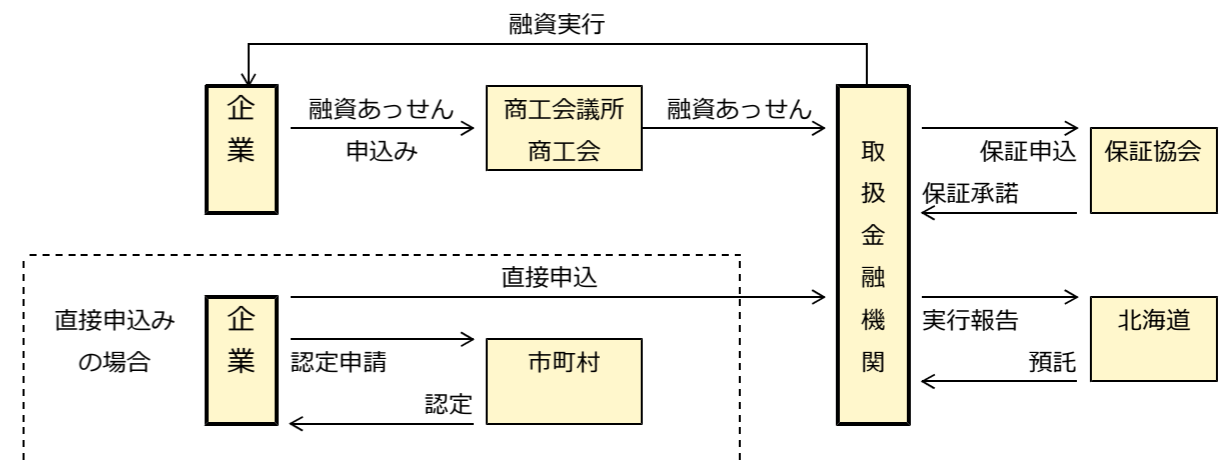 融資実行
企業
融資あっせん
申込み
商工会議所
商工会
融資あっせん
取扱金融機関
保証申込
保証承諾
保証協会
直接申込み
の場合
企業
直接申込
認定申請
認定
市町村
実行報告
預託
北海道